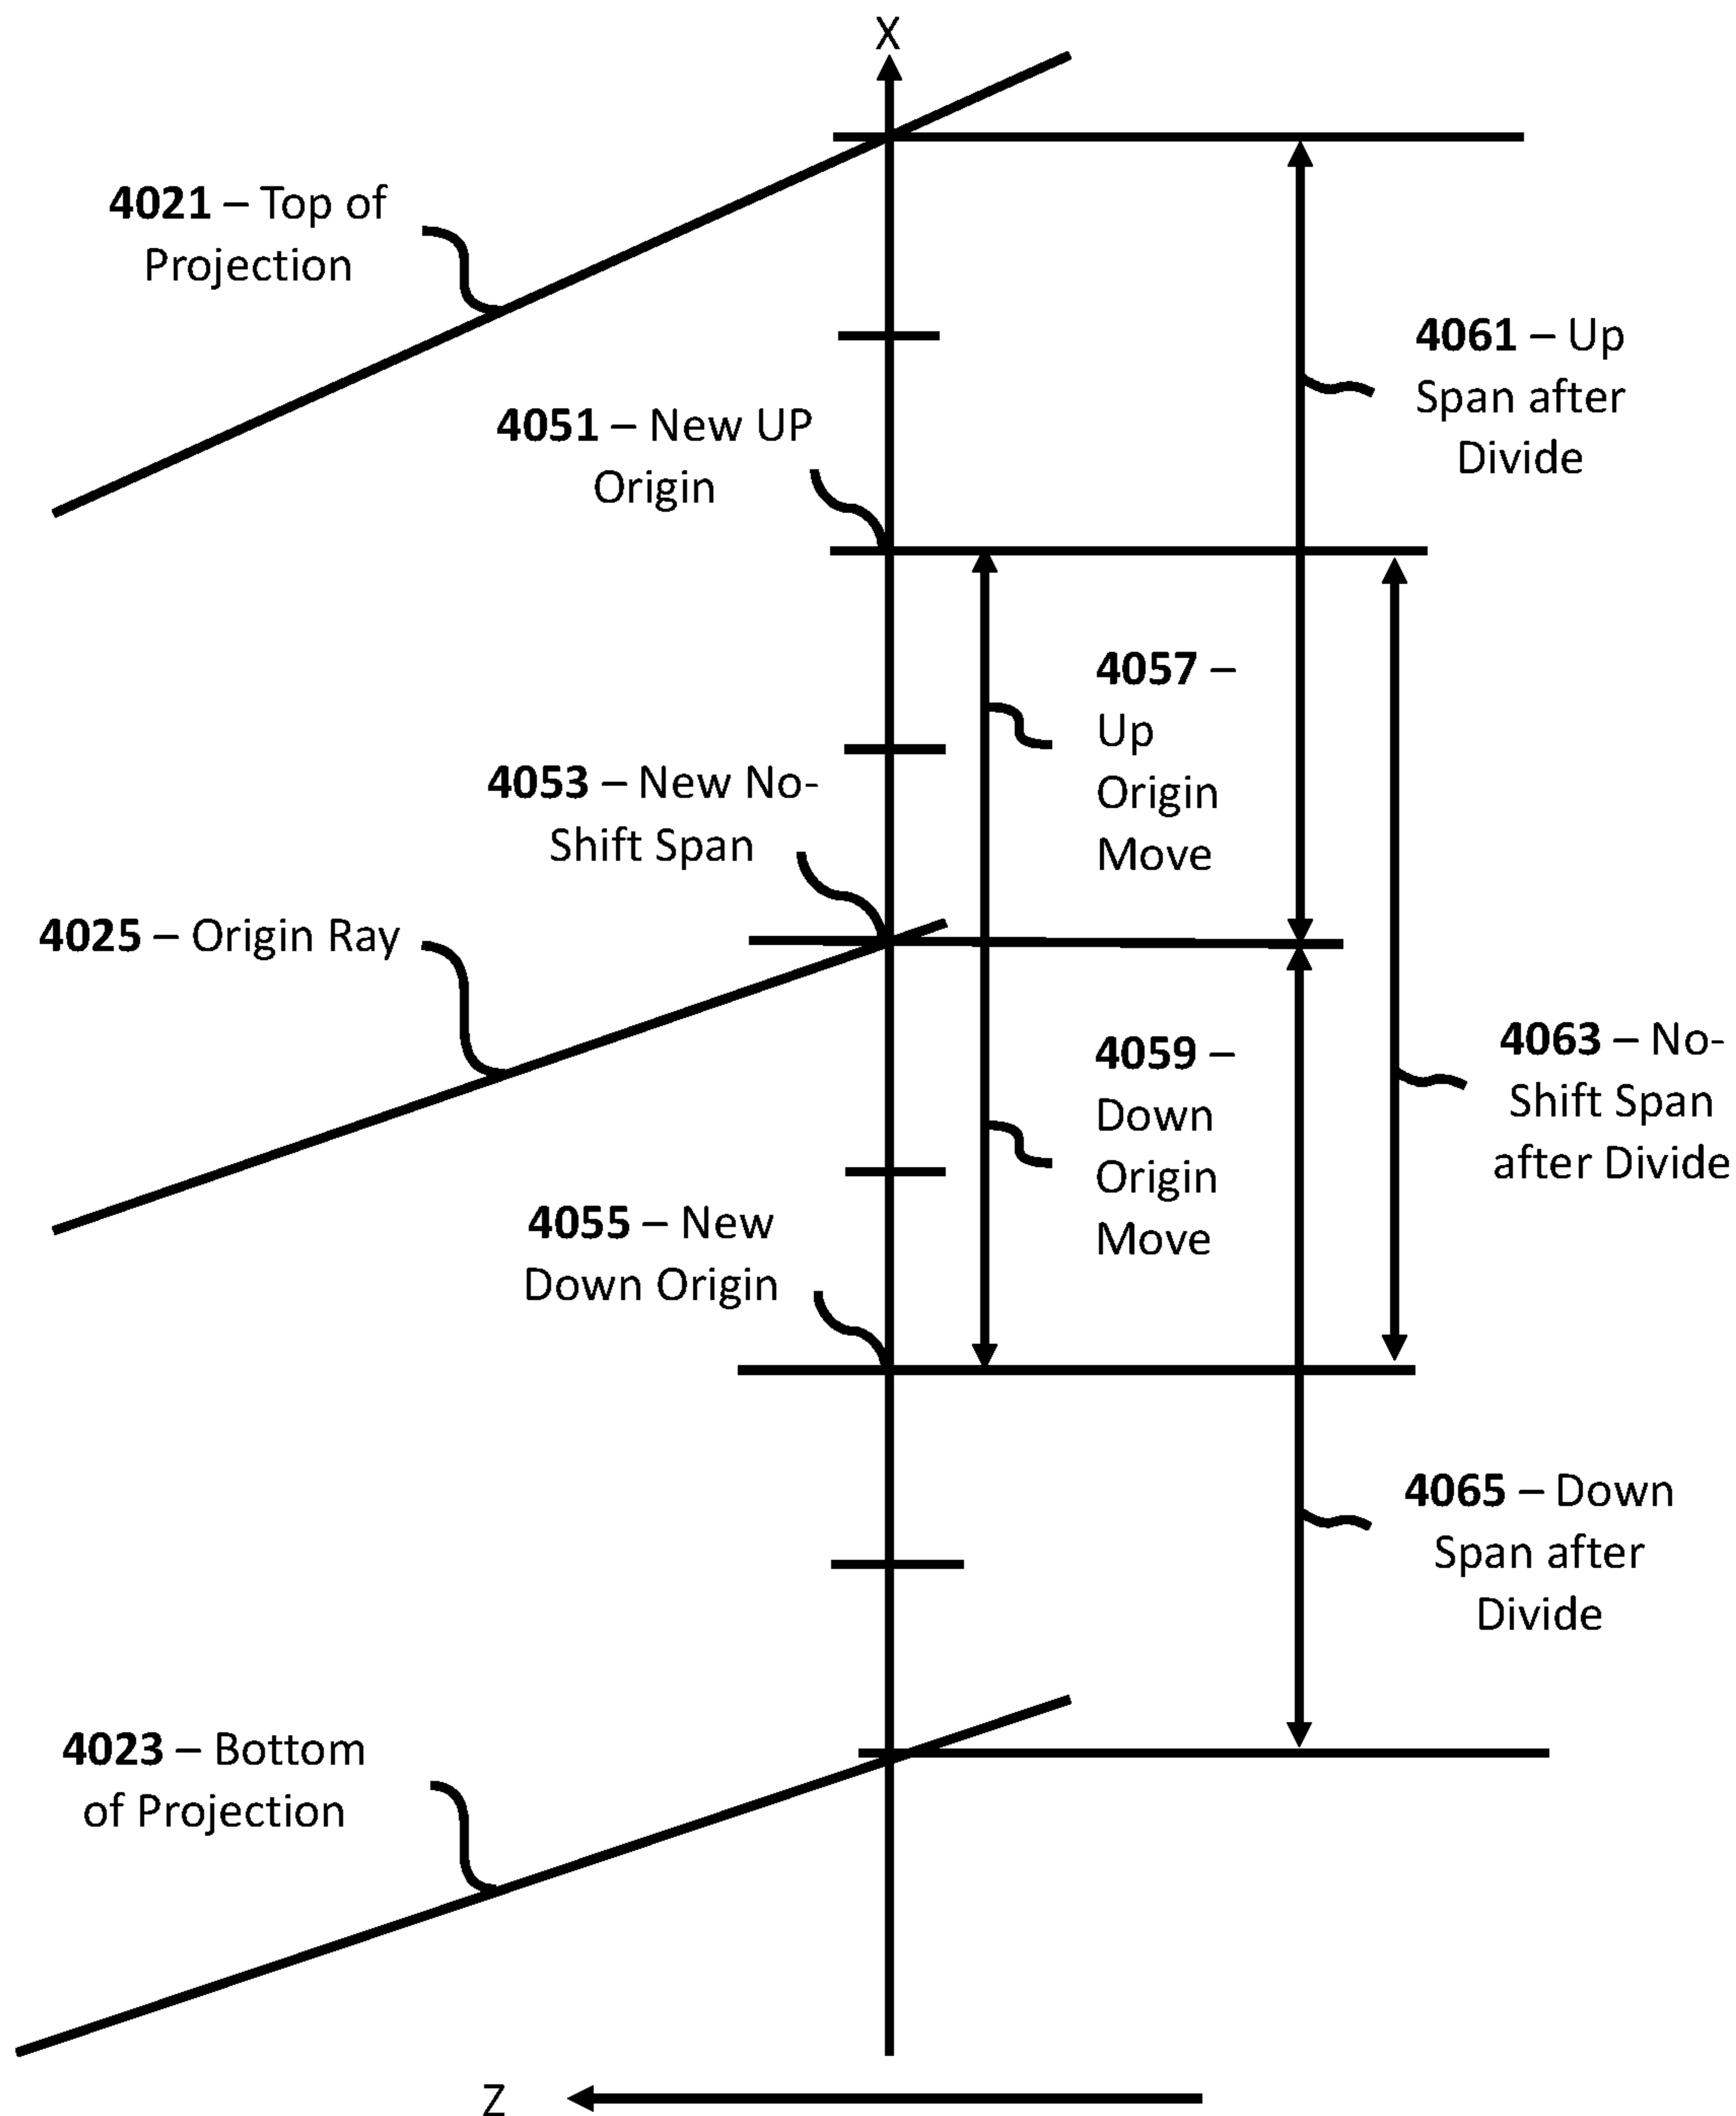 X
4021 – Top of
Projection
4061 – Up
Span after
Divide
4051 – New UP
Origin
4057 –
Up
Origin
Move
4053 – New No-
Shift Span
4025 – Origin Ray
4063 – No-
Shift Span
after Divide
4059 –
Down
Origin
Move
4055 – New
Down Origin
4065 – Down
Span after
Divide
4023 – Bottom
of Projection
Z